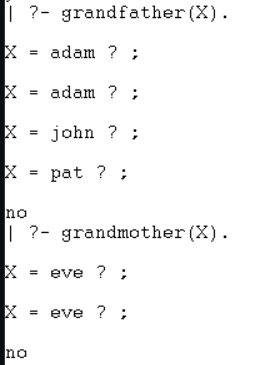 | ?- grandfather(X).
X = adam ? ;
X = adam ? ;
X = john ? ;
X = pat ? ;
no
| ?- grandmother(X).
X = eve ? ;
X = eve ? ;
no